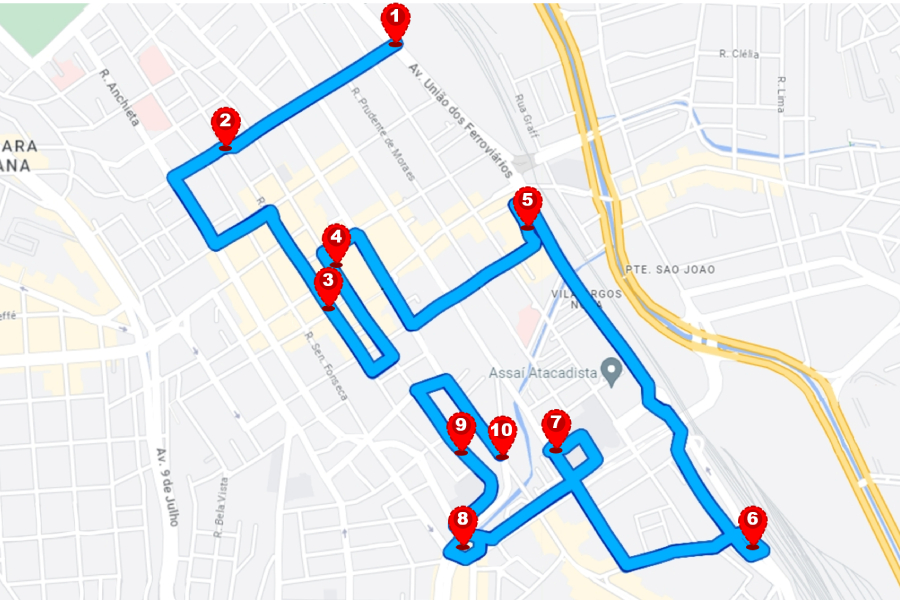 1
Av. União dos Ferroviários
R. Clélia
R. Lima
R. Anchieta
R. Prudente de Moraes
Rua Graff
2
ARA
ANA
5
4
3
PTE. SAO JOAO
effé
R. Sen. Fonseca
Assaí Atacadista
9
10
7
Av. 9 de Julho
R. Bela Vista
8
6